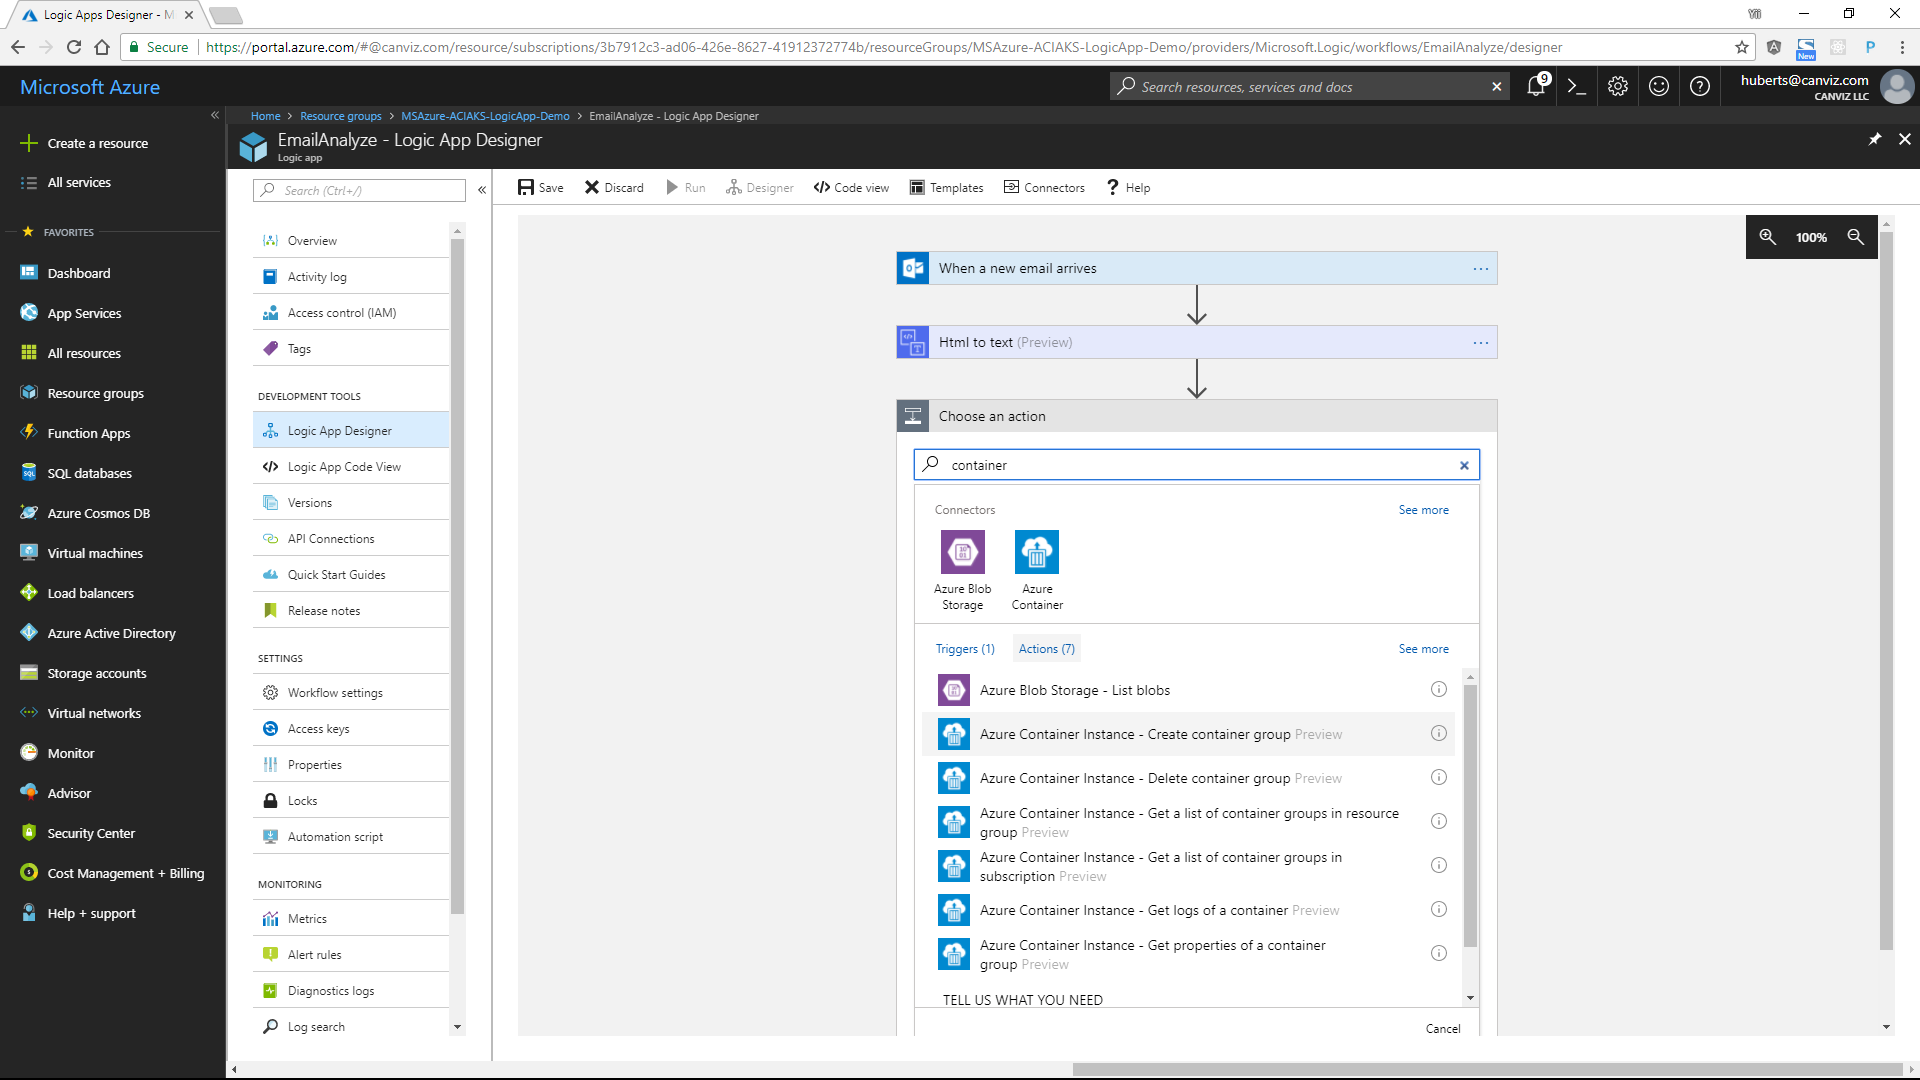 Logic Apps Designer - M
Secure
https://portal.azure.com/#@canviz.com/resource/subscriptions/3b7912c3-ad06-426e-8627-41912372774b/resourceGroups/MSAzure-ACIAKS-LogicApp-Demo/providers/Microsoft.Logic/workflows/EmailAnalyze/designer
New
Microsoft Azure
Search resources, services and docs
9
huberts@canviz.com
CANVIZ LLC
Home
Resource groups
MSAzure-ACIAKS-LogicApp-Demo
EmailAnalyze - Logic App Designer
EmailAnalyze - Logic App Designer
Logic app
Create a resource
All services
FAVORITES
Dashboard
App Services
All resources
Resource groups
Function Apps
SQL databases
Azure Cosmos DB
Virtual machines
Load balancers
Azure Active Directory
Storage accounts
Virtual networks
Monitor
Advisor
Security Center
Cost Management + Billing
Help + support
Search (Ctrl+/)
Overview
Activity log
Access control (IAM)
Tags
DEVELOPMENT TOOLS
Logic App Designer
Logic App Code View
Versions
API Connections
Quick Start Guides
Release notes
SETTINGS
Workflow settings
Access keys
Properties
Locks
Automation script
MONITORING
Metrics
Alert rules
Diagnostics logs
Log search
Save
Discard
Run
Designer
Code view
Templates
Connectors
Help
100%
When a new email arrives
Html to text (Preview)
Choose an action
container
Connectors
See more
Azure Blob
Storage
Azure
Container
Triggers (1)
Actions (7)
See more
Azure Blob Storage - List blobs
Azure Container Instance - Create container group Preview
Azure Container Instance - Delete container group Preview
Azure Container Instance - Get a list of container groups in resource
group Preview
Azure Container Instance - Get a list of container groups in
subscription Preview
Azure Container Instance - Get logs of a container Preview
Azure Container Instance - Get properties of a container
group Preview
TELL US WHAT YOU NEED
Cancel